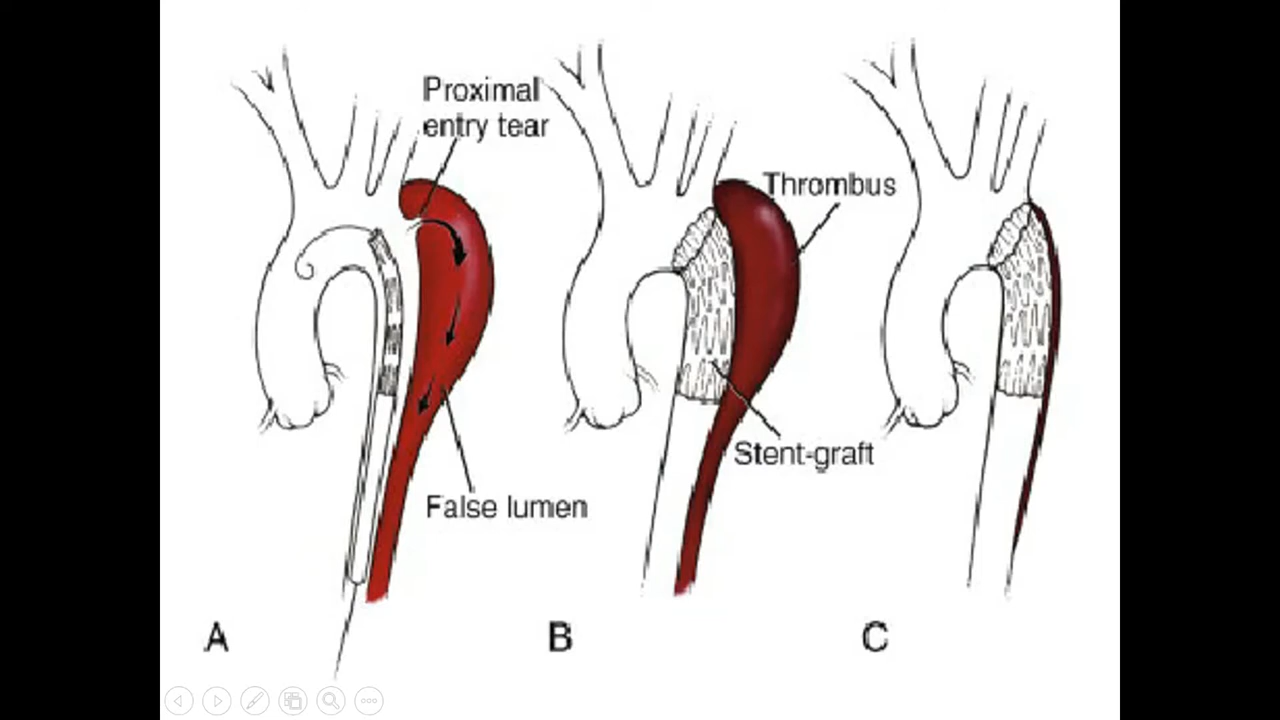 Proximal
entry tear
Thrombus
Stent-graft
False lumen
A
B
C